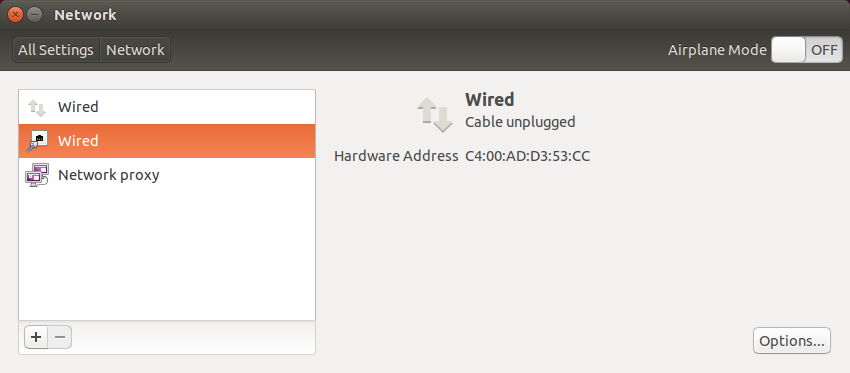 Network
All Settings Network
Airplane Mode OFF
Wired
Wired
Network proxy
Wired
Cable unplugged
Hardware Address C4:00:AD:D3:53:CC
Options...